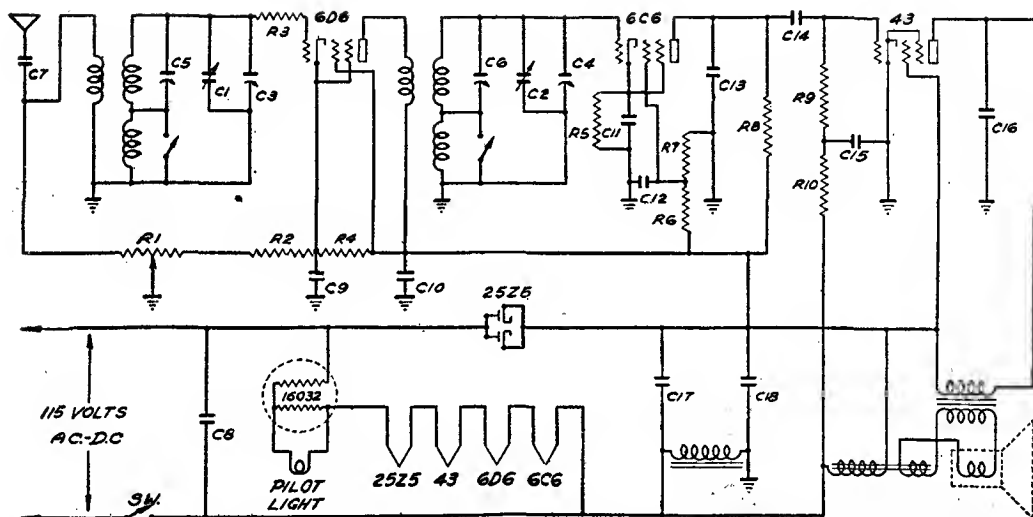 6D6
6C6
43
R3
C14
C7
C5
C1
C3
C6
C2
C4
R5
C11
C13
R7
R8
R9
C15
C16
C12
R6
R10
R1
R2
R4
C9
C10
25Z5
115 VOLTS
A.C.-D.C
C8
16032
C17
C18
PILOT
LIGHT
25Z5
43
6D6
6C6
SW.